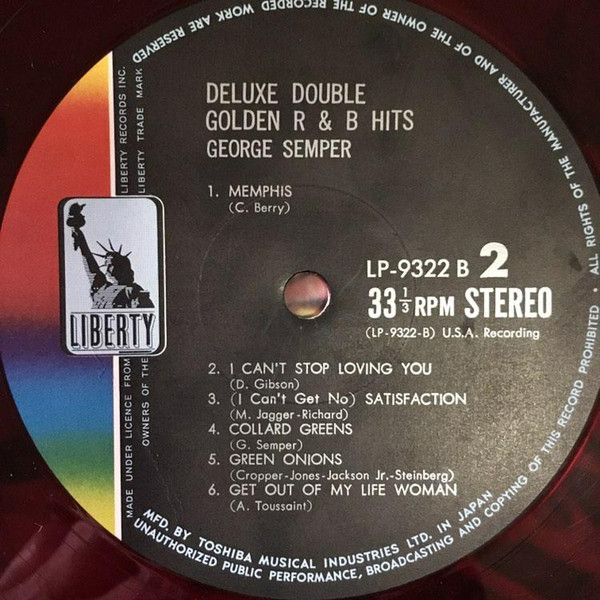 DELUXE DOUBLE
GOLDEN R & B HITS
GEORGE SEMPER
1. MEMPHIS
(C. Berry)
LP-9322 B 2
33 1/3 RPM STEREO
(LP-9322-B) U.S.A. Recording
2. I CAN'T STOP LOVING YOU
(D. Gibson)
3. (I Can't Get No) SATISFACTION
(M. Jagger-Richard)
4. COLLARD GREENS
(G. Semper)
5. GREEN ONIONS
(Cropper-Jones-Jackson Jr.-Steinberg)
6. GET OUT OF MY LIFE WOMAN
(A. Toussaint)
LIBERTY
MADE UNDER LICENCE FROM LIBERTY RECORDS INC.
OWNERS OF THE LIBERTY TRADE MARK
MFD. BY TOSHIBA MUSICAL INDUSTRIES LTD. IN JAPAN
ALL RIGHTS OF THE MANUFACTURER AND OF THE OWNER OF THE RECORDED WORK ARE RESERVED
UNAUTHORIZED PUBLIC PERFORMANCE, BROADCASTING AND COPYING OF THIS RECORD PROHIBITED •